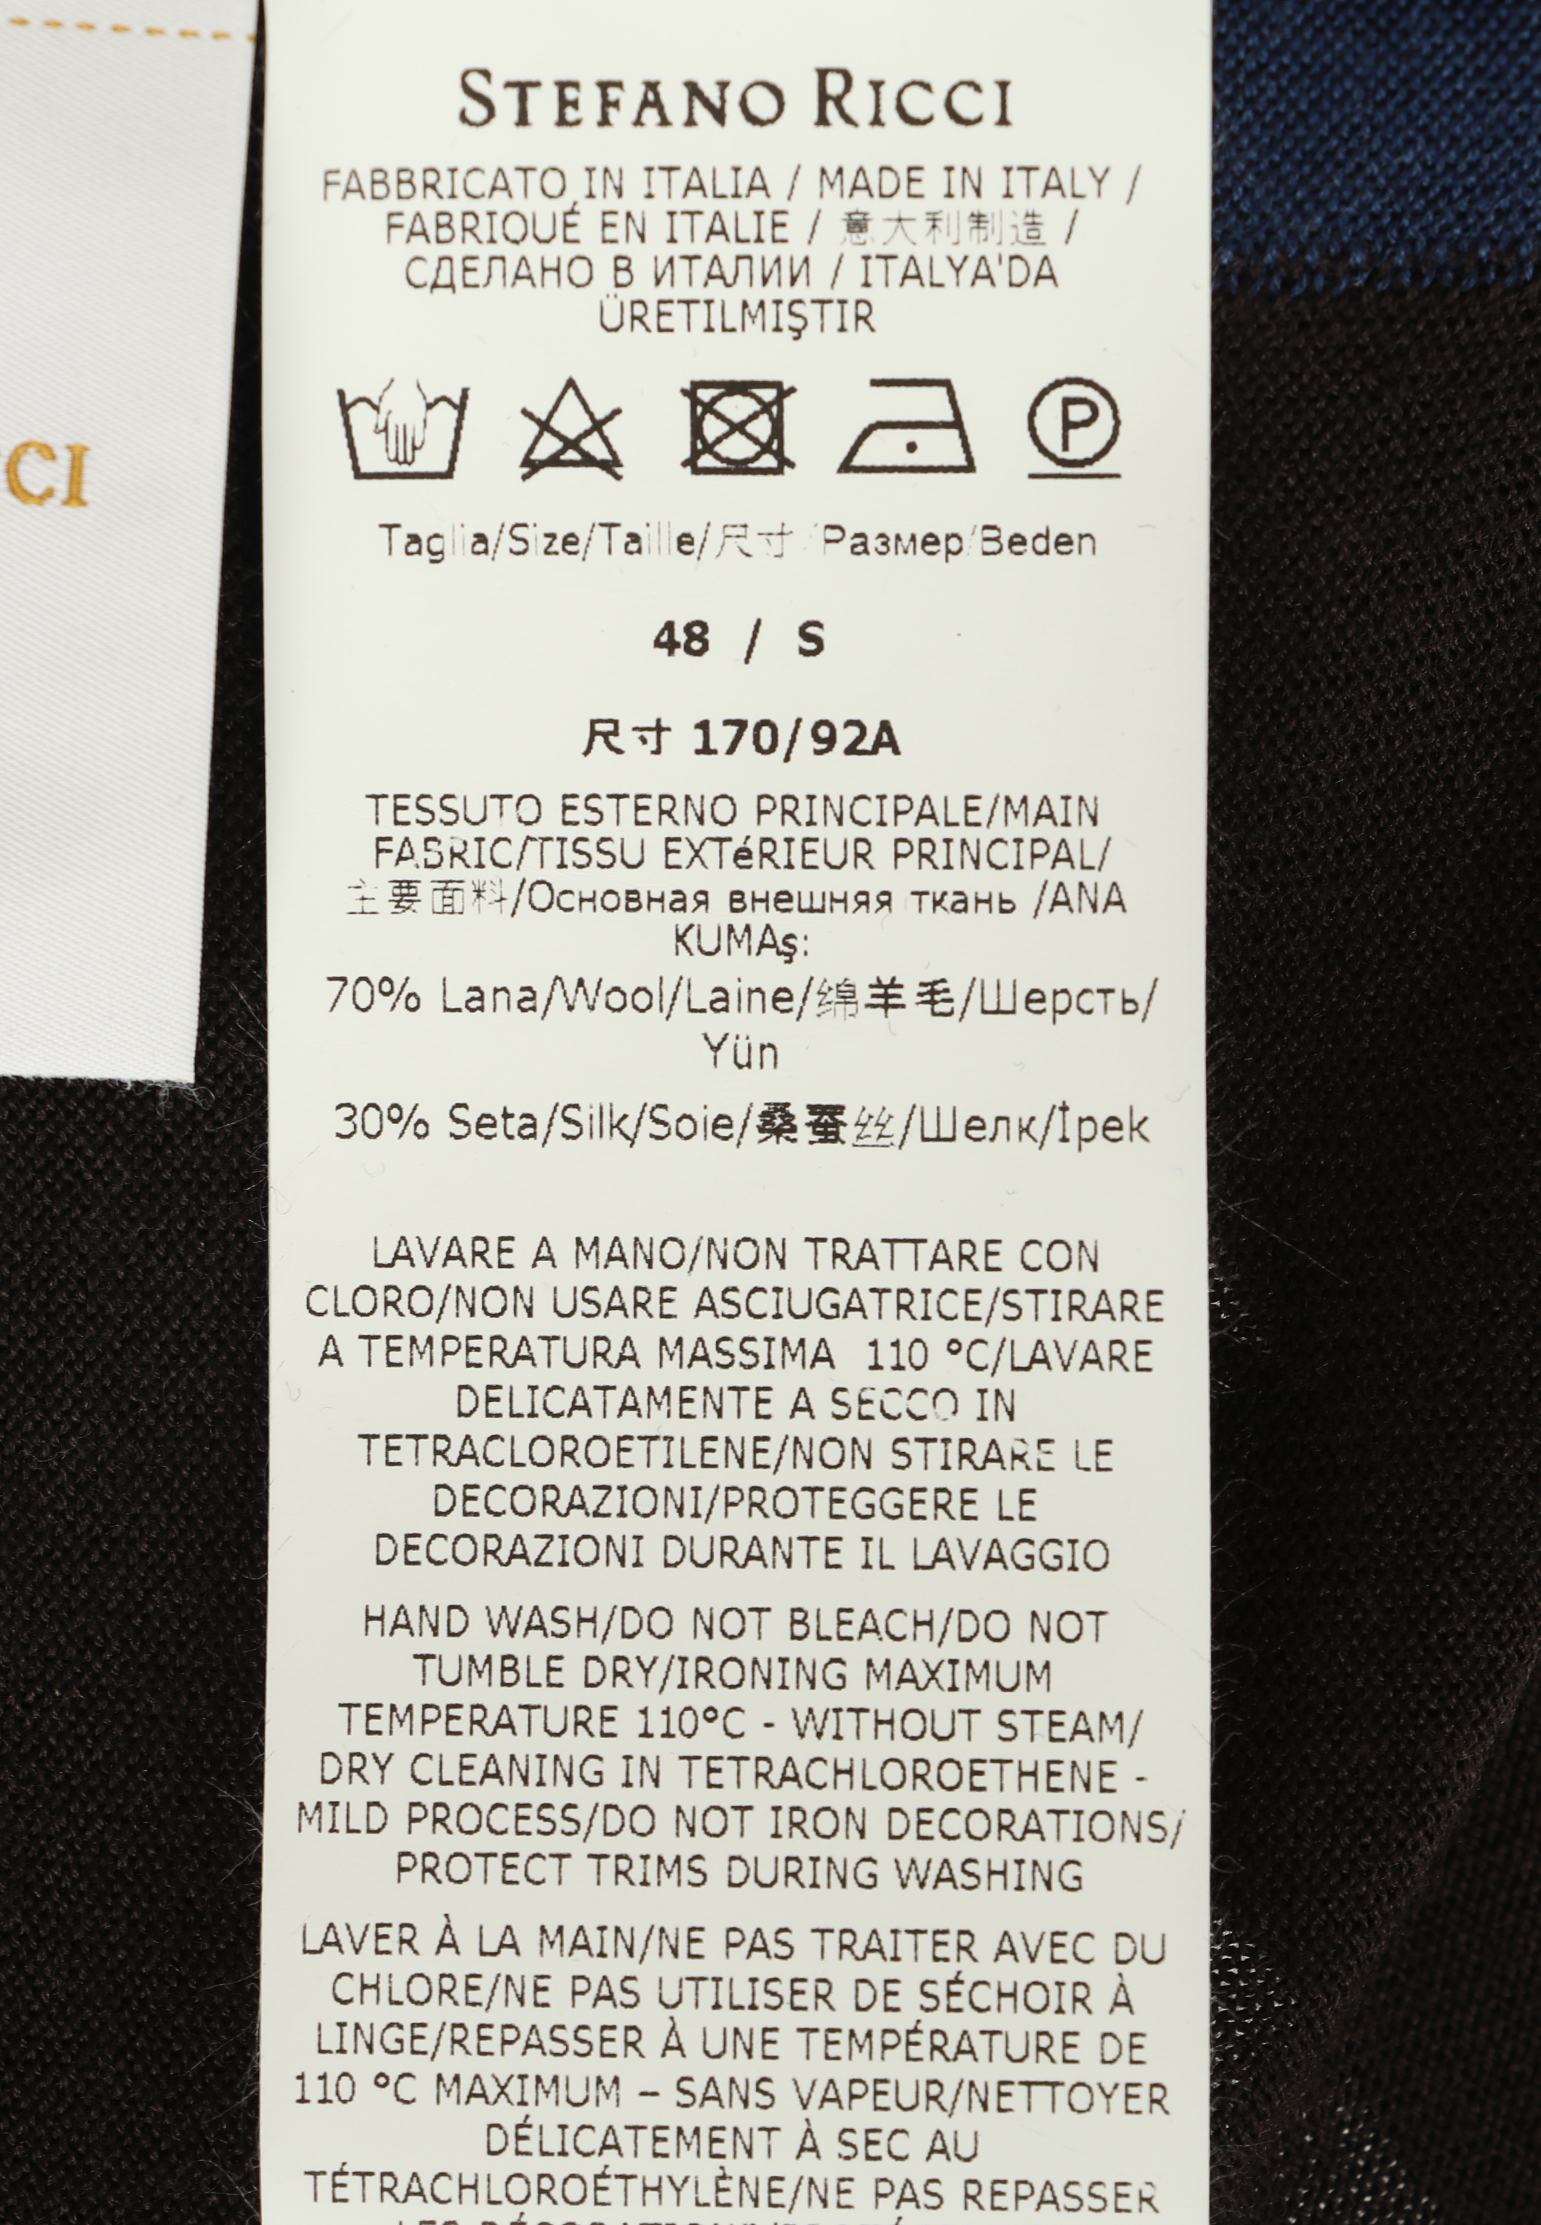 STEFANO RICCI
FABBRICATO IN ITALIA / MADE IN ITALY /
FABRIQUÉ EN ITALIE / 意大利制造 /
СДЕЛАНО В ИТАЛИИ / ITALYA'DA
ÜRETILMIŞTIR
P
Taglia/Size/Taille/尺寸/Размер/Beden
CI
48 / S
尺寸 170/92A
TESSUTO ESTERNO PRINCIPALE/MAIN
FABRIC/TISSU EXTéRIEUR PRINCIPAL/
主要面料/Основная внешняя ткань /ANA
KUMAş:
70% Lana/Wool/Laine/绵羊毛/Шерсть/
Yün
30% Seta/Silk/Soie/桑蚕丝/Шелк/İpek
LAVARE A MANO/NON TRATTARE CON
CLORO/NON USARE ASCIUGATRICE/STIRARE
A TEMPERATURA MASSIMA 110 °C/LAVARE
DELICATAMENTE A SECCO IN
TETRACLOROETILENE/NON STIRARE LE
DECORAZIONI/PROTEGGERE LE
DECORAZIONI DURANTE IL LAVAGGIO
HAND WASH/DO NOT BLEACH/DO NOT
TUMBLE DRY/IRONING MAXIMUM
TEMPERATURE 110°C - WITHOUT STEAM/
DRY CLEANING IN TETRACHLOROETHENE -
MILD PROCESS/DO NOT IRON DECORATIONS/
PROTECT TRIMS DURING WASHING
LAVER À LA MAIN/NE PAS TRAITER AVEC DU
CHLORE/NE PAS UTILISER DE SÉCHOIR À
LINGE/REPASSER À UNE TEMPÉRATURE DE
110 °C MAXIMUM – SANS VAPEUR/NETTOYER
DÉLICATEMENT À SEC AU
TÉTRACHLOROÉTHYLÈNE/NE PAS REPASSER